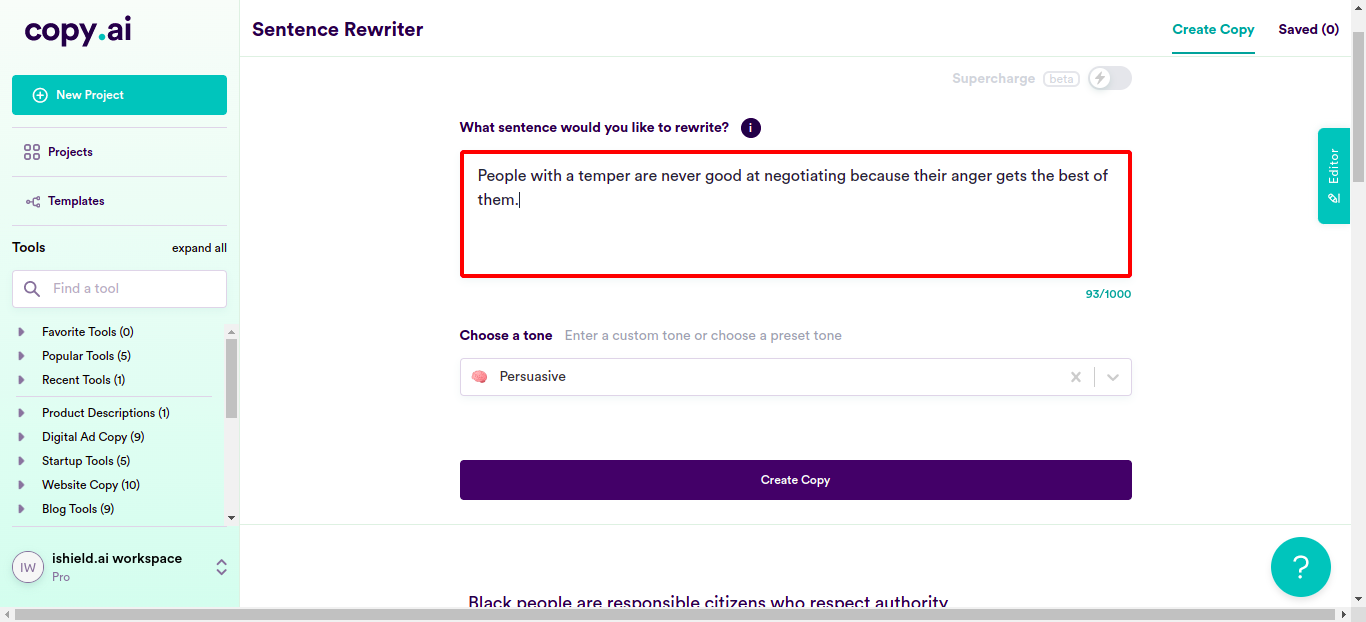 copy.ai
Sentence Rewriter
Create Copy
Saved (0)
New Project
Projects
Templates
Tools
expand all
Find a tool
Favorite Tools (0)
Popular Tools (5)
Recent Tools (1)
Product Descriptions (1)
Digital Ad Copy (9)
Startup Tools (5)
Website Copy (10)
Blog Tools (9)
IW
ishield.ai workspace
Pro
Supercharge beta
What sentence would you like to rewrite? i
People with a temper are never good at negotiating because their anger gets the best of
them.
93/1000
Choose a tone Enter a custom tone or choose a preset tone
Persuasive
Create Copy
Black people are responsible citizens who respect authority
Editor
?